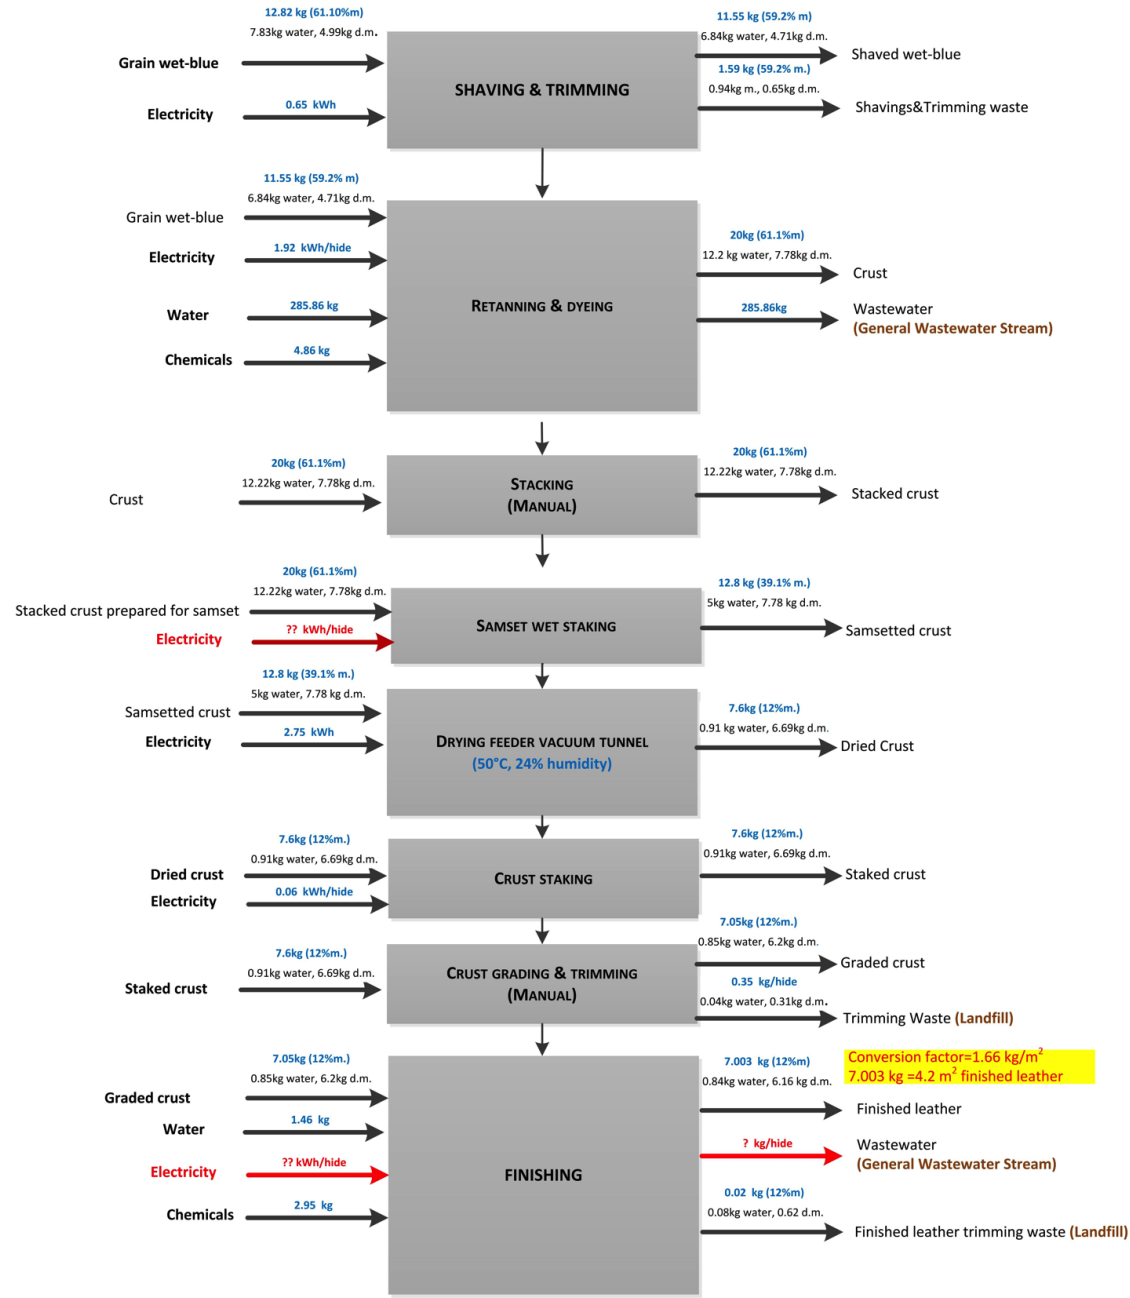 12.82 kg (61.10%m)
7.83kg water, 4.99kg d.m.
Grain wet-blue
0.65 kWh
Electricity
SHAVING & TRIMMING
11.55 kg (59.2% m)
6.84kg water, 4.71kg d.m.
Shaved wet-blue
1.59 kg (59.2% m.)
0.94kg m., 0.65kg d.m.
Shavings&Trimming waste
11.55 kg (59.2% m)
6.84kg water, 4.71kg d.m.
Grain wet-blue
1.92 kWh/hide
Electricity
285.86 kg
Water
4.86 kg
Chemicals
RETANNING & DYEING
20kg (61.1%m)
12.2 kg water, 7.78kg d.m.
Crust
285.86kg
Wastewater
(General Wastewater Stream)
20kg (61.1%m)
12.22kg water, 7.78kg d.m.
Crust
STACKING
(MANUAL)
20kg (61.1%m)
12.22kg water, 7.78kg d.m.
Stacked crust
20kg (61.1%m)
12.22kg water, 7.78kg d.m.
Stacked crust prepared for samset
?? kWh/hide
Electricity
SAMSET WET STAKING
12.8 kg (39.1% m.)
5kg water, 7.78 kg d.m.
Samsetted crust
12.8 kg (39.1% m.)
5kg water, 7.78 kg d.m.
Samsetted crust
2.75 kWh
Electricity
DRYING FEEDER VACUUM TUNNEL
(50°C, 24% humidity)
7.6kg (12%m.)
0.91 kg water, 6.69kg d.m.
Dried Crust
7.6kg (12%m.)
0.91kg water, 6.69kg d.m.
Dried crust
0.06 kWh/hide
Electricity
CRUST STAKING
7.6kg (12%m.)
0.91kg water, 6.69kg d.m.
Staked crust
7.6kg (12%m.)
0.91kg water, 6.69kg d.m.
Staked crust
CRUST GRADING & TRIMMING
(MANUAL)
7.05kg (12%m.)
0.85kg water, 6.2kg d.m.
Graded crust
0.35 kg/hide
0.04kg water, 0.31kg d.m.
Trimming Waste (Landfill)
7.05kg (12%m.)
0.85kg water, 6.2kg d.m.
Graded crust
1.46 kg
Water
?? kWh/hide
Electricity
2.95 kg
Chemicals
FINISHING
7.003 kg (12%m)
0.84kg water, 6.16 kg d.m.
Conversion factor=1.66 kg/m²
7.003 kg =4.2 m² finished leather
Finished leather
? kg/hide
Wastewater
(General Wastewater Stream)
0.02 kg (12%m)
0.08kg water, 0.62 d.m.
Finished leather trimming waste (Landfill)